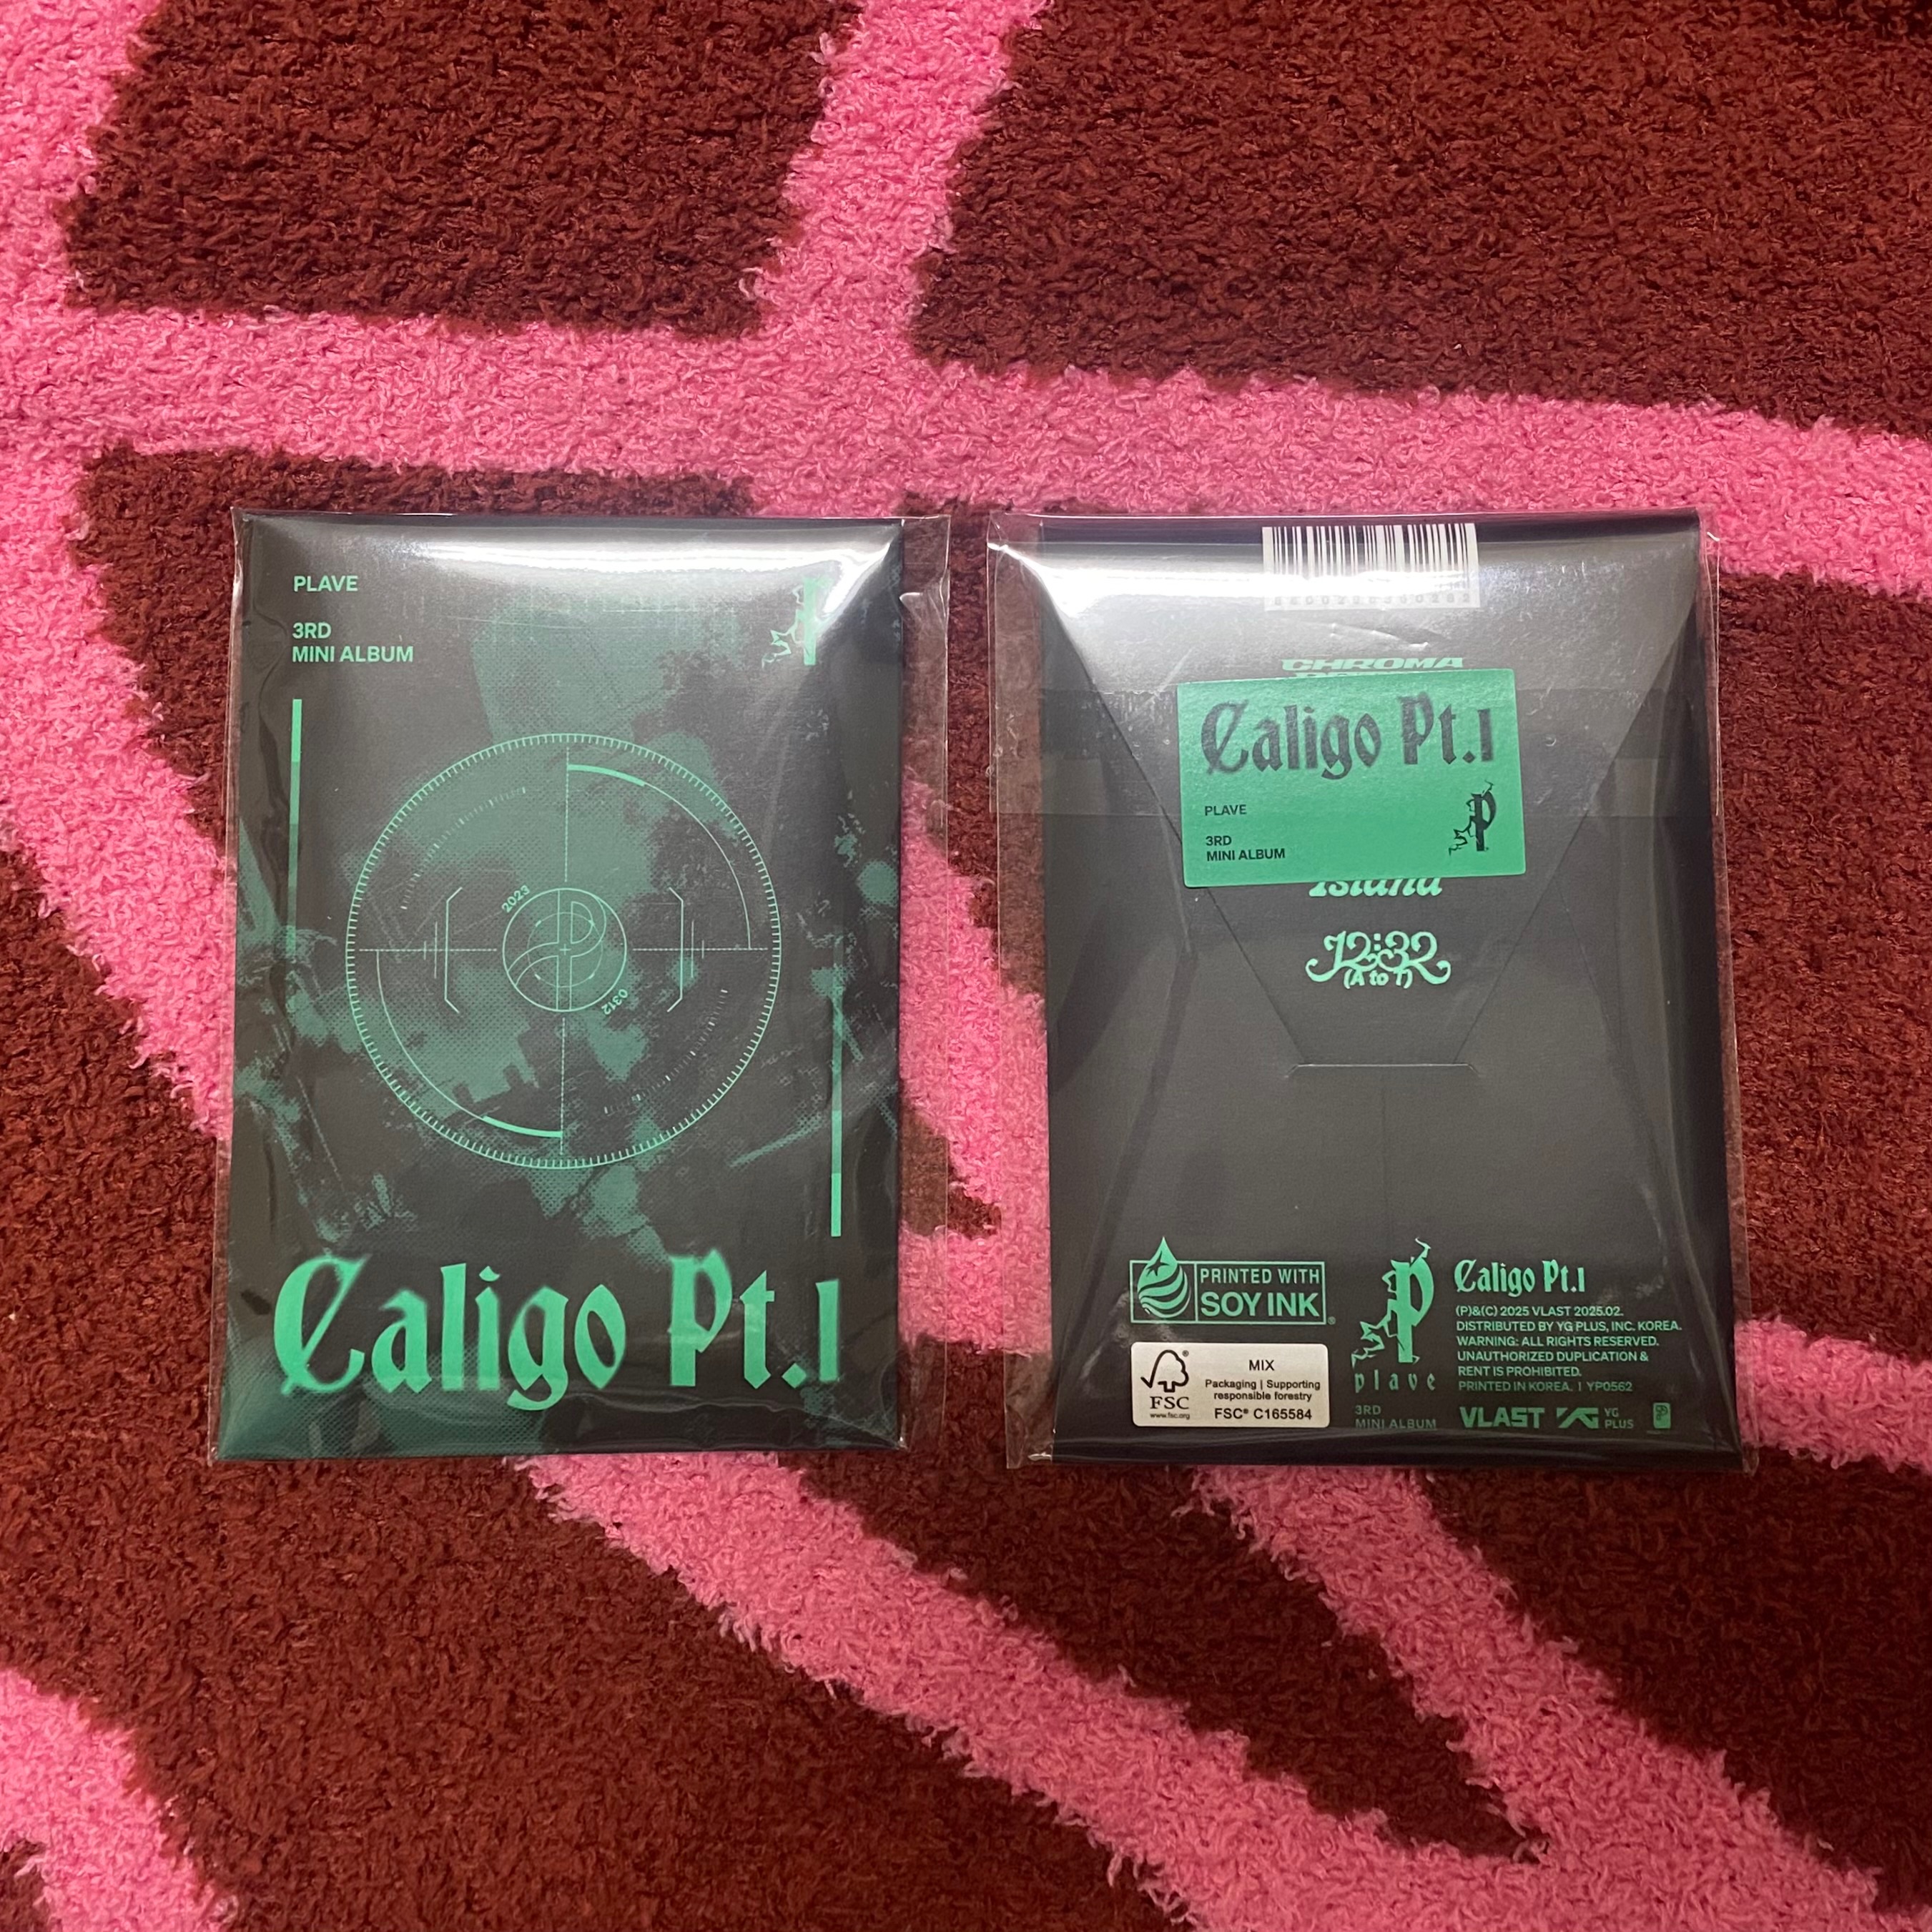 PLAVE
3RD
MINI ALBUM
P
2023
0312
Caligo Pt.1
CHROMA
Caligo Pt.1
PLAVE
3RD
MINI ALBUM
P
Island
12:32
(A to T)
PRINTED WITH
SOY INK
®
FSC®
www.fsc.org
MIX
Packaging | Supporting
responsible forestry
FSC® C165584
plave
3RD
MINI ALBUM
Caligo Pt.1
(P)&(C) 2025 VLAST 2025.02.
DISTRIBUTED BY YG PLUS, INC. KOREA.
WARNING: ALL RIGHTS RESERVED.
UNAUTHORIZED DUPLICATION &
RENT IS PROHIBITED.
PRINTED IN KOREA. | YP0562
VLAST YG PLUS